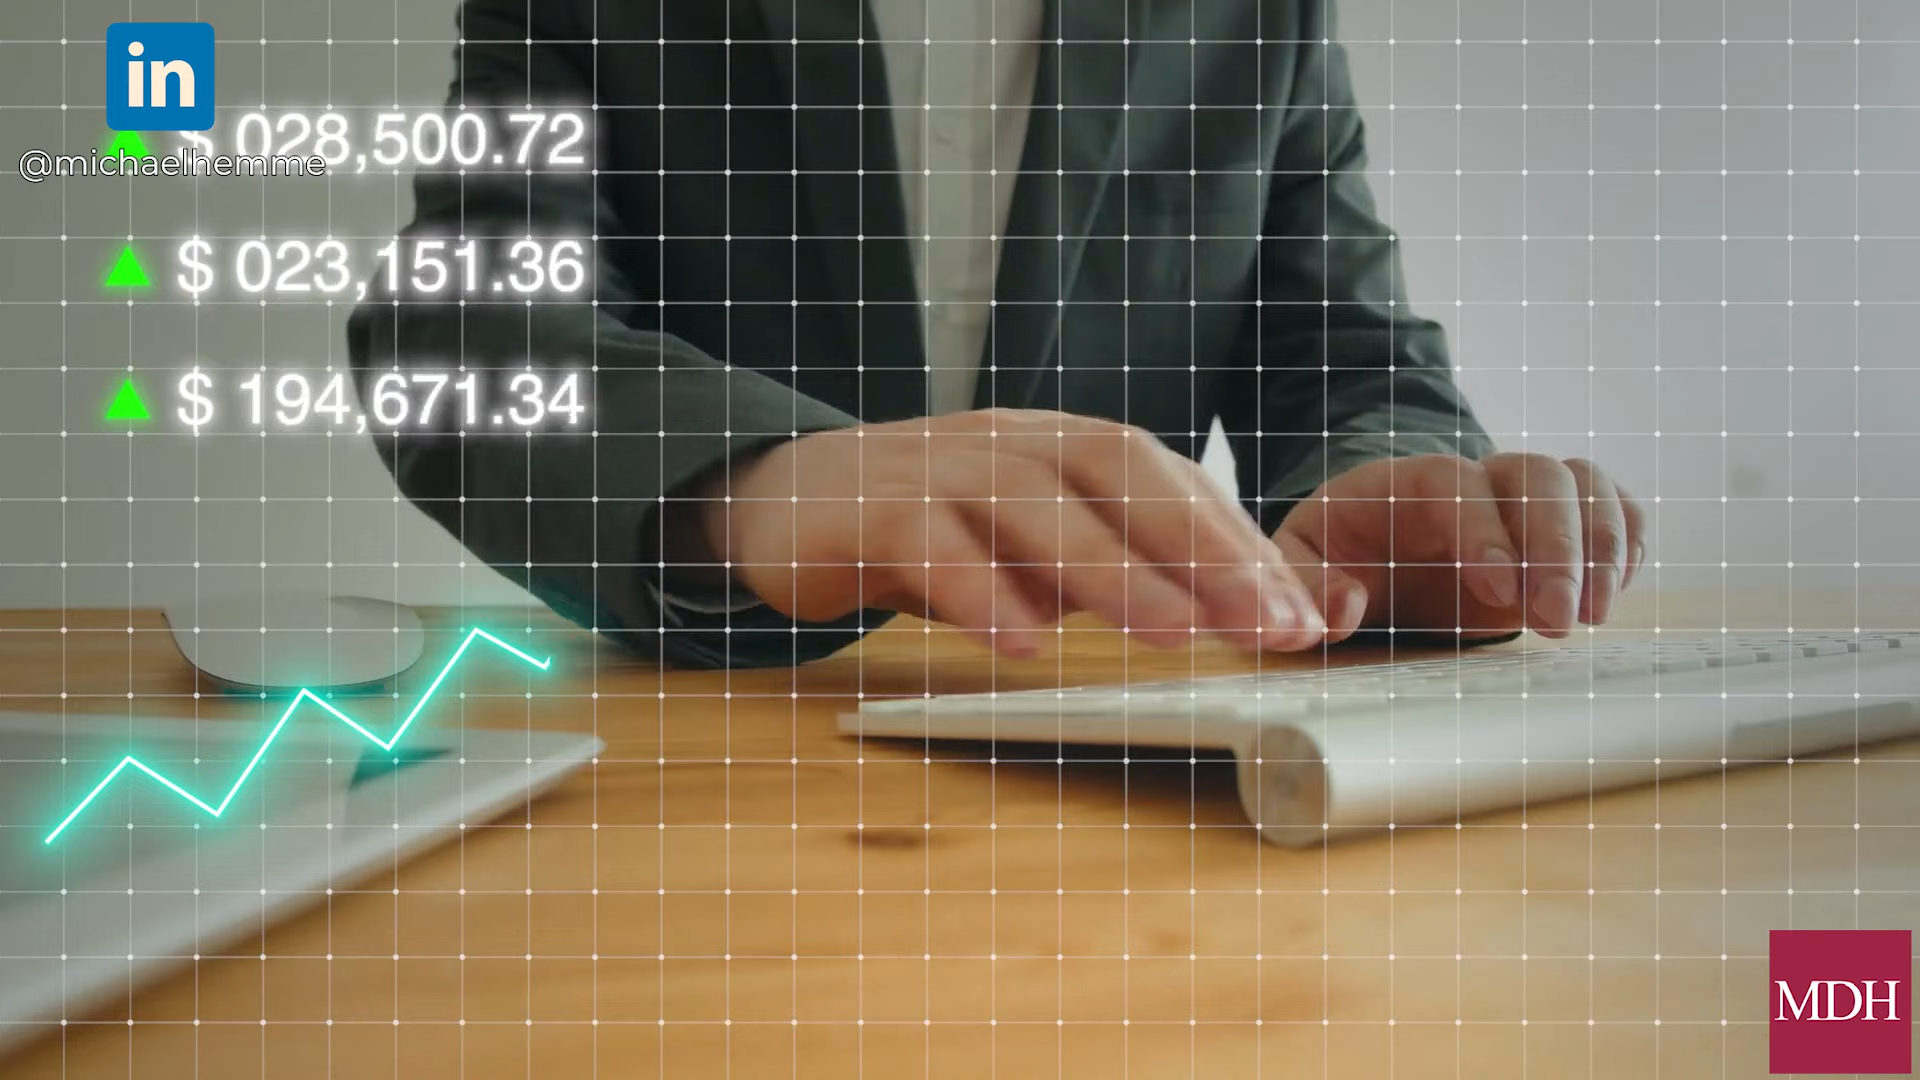 in
$ 028,500.72
@michaelhemme
$ 023,151.36
$ 194,671.34
MDH